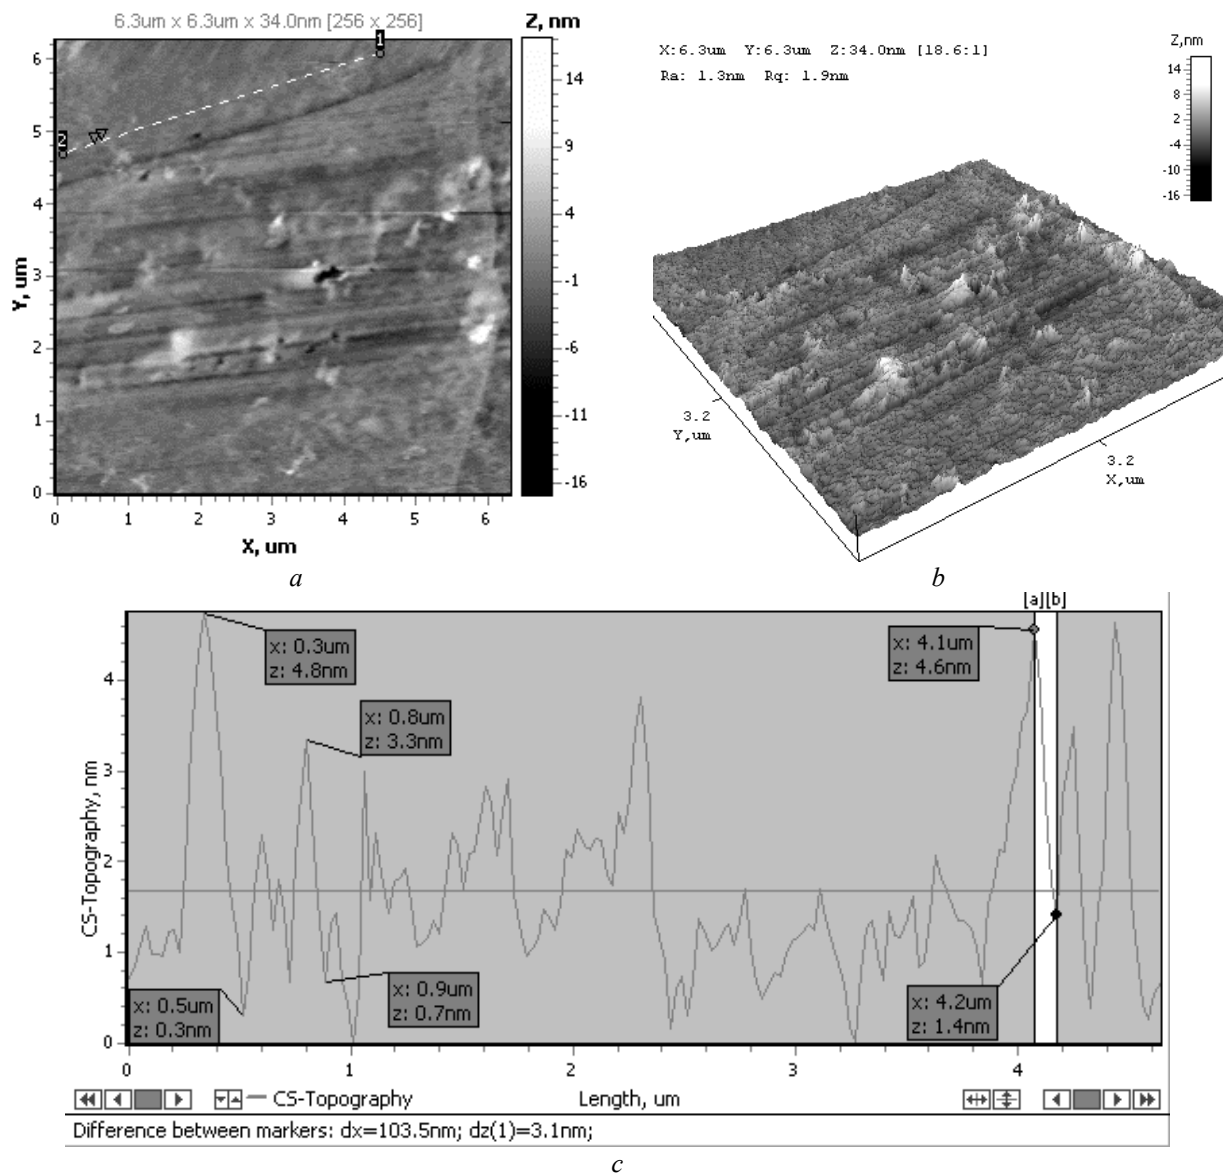 6.3um x 6.3um x 34.0nm [256 x 256]
Z, nm
1
2
6
5
4
3
2
1
0
Y, um
0 1 2 3 4 5 6
X, um
14
9
4
-1
-6
-11
-16
a
X:6.3um Y:6.3um Z:34.0nm [18.6:1]
Ra: 1.3nm Rq: 1.9nm
Z,nm
14
8
2
-4
-10
-16
3.2
Y,um
3.2
X,um
b
[a][b]
x: 0.3um
z: 4.8nm
x: 4.1um
z: 4.6nm
x: 0.8um
z: 3.3nm
x: 0.5um
z: 0.3nm
x: 0.9um
z: 0.7nm
x: 4.2um
z: 1.4nm
CS-Topography, nm
4
3
2
1
0
0 1 2 3 4
CS-Topography
Length, um
Difference between markers: dx=103.5nm; dz(1)=3.1nm;
c